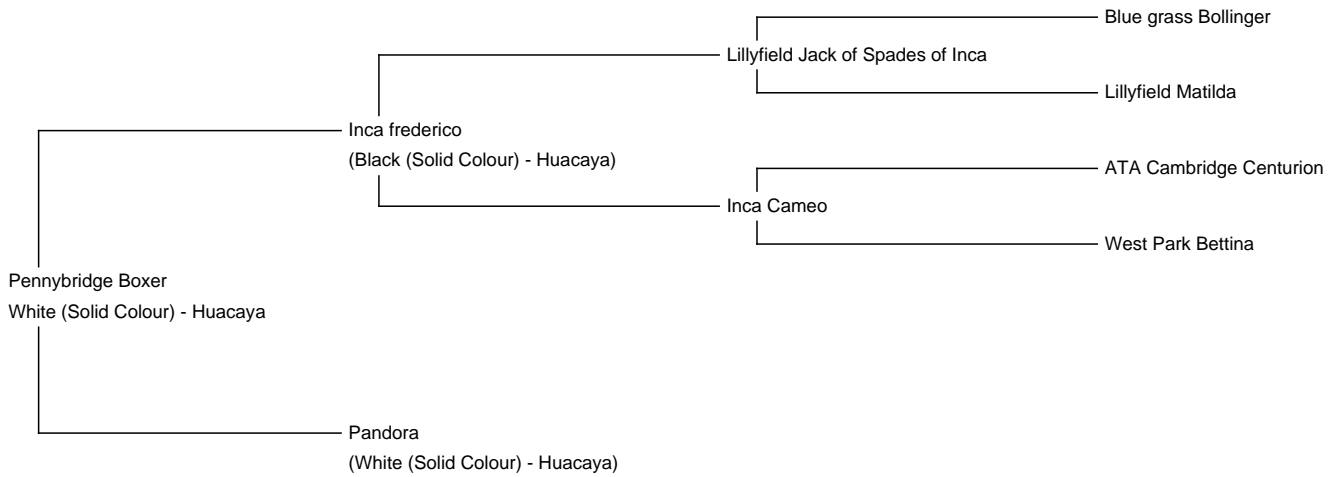 Blue grass Bollinger
Lillyfield Jack of Spades of Inca
Lillyfield Matilda
Inca frederico
(Black (Solid Colour) - Huacaya)
ATA Cambridge Centurion
Inca Cameo
West Park Bettina
Pennybridge Boxer
White (Solid Colour) - Huacaya
Pandora
(White (Solid Colour) - Huacaya)